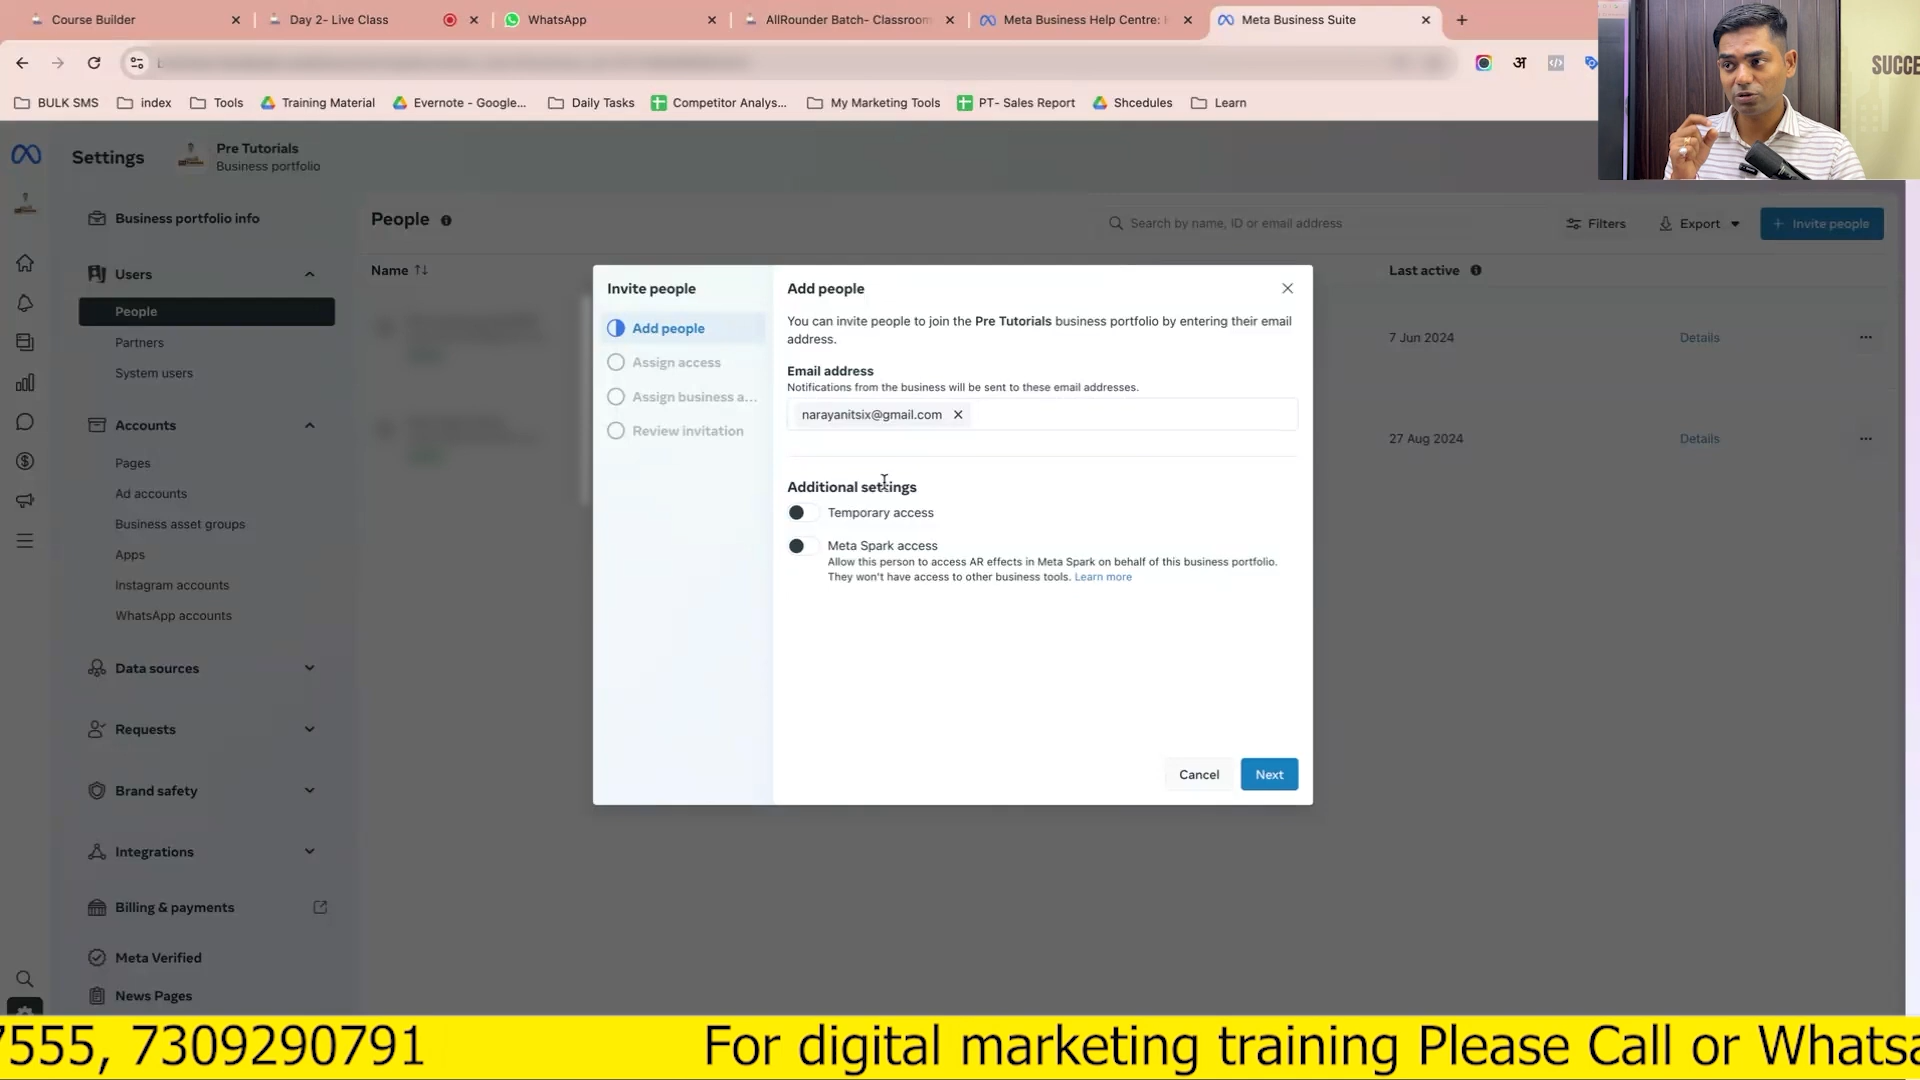 Course Builder
Day 2- Live Class
WhatsApp
AllRounder Batch- Classroom
Meta Business Help Centre:
Meta Business Suite
BULK SMS
index
Tools
Training Material
Evernote - Google...
Daily Tasks
Competitor Analys...
My Marketing Tools
PT- Sales Report
Shcedules
Learn
SUCCE
Settings
Pre Tutorials
Business portfolio
Business portfolio info
Users
People
Partners
System users
Accounts
Pages
Ad accounts
Business asset groups
Apps
Instagram accounts
WhatsApp accounts
Data sources
Requests
Brand safety
Integrations
Billing & payments
Meta Verified
News Pages
People
Search by name, ID or email address
Filters
Export
+ Invite people
Name
Last active
7 Jun 2024
Details
27 Aug 2024
Details
Invite people
Add people
Assign access
Assign business a...
Review invitation
Add people
You can invite people to join the Pre Tutorials business portfolio by entering their email
address.
Email address
Notifications from the business will be sent to these email addresses.
narayanitsix@gmail.com
Additional settings
Temporary access
Meta Spark access
Allow this person to access AR effects in Meta Spark on behalf of this business portfolio.
They won't have access to other business tools. Learn more
Cancel
Next
7555, 7309290791 For digital marketing training Please Call or Whatsa